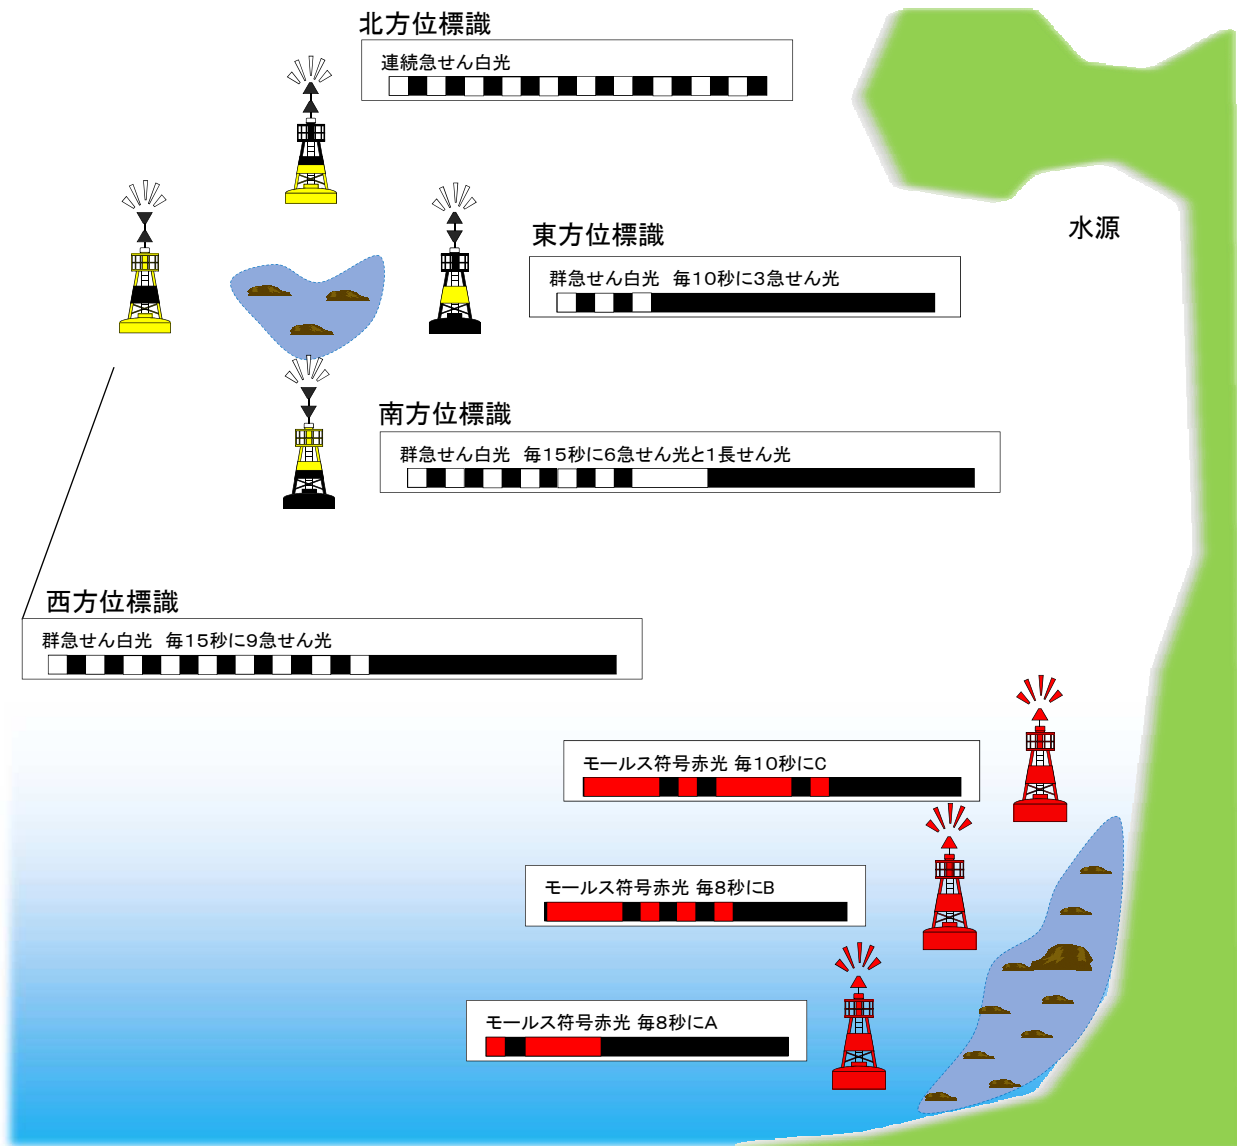 北方位標識
連続急せん白光
水源
東方位標識
群急せん白光 毎10秒に3急せん光
南方位標識
群急せん白光 毎15秒に6急せん光と1長せん光
西方位標識
群急せん白光 毎15秒に9急せん光
モールス符号赤光 毎10秒にC
モールス符号赤光 毎8秒にB
モールス符号赤光 毎8秒にA